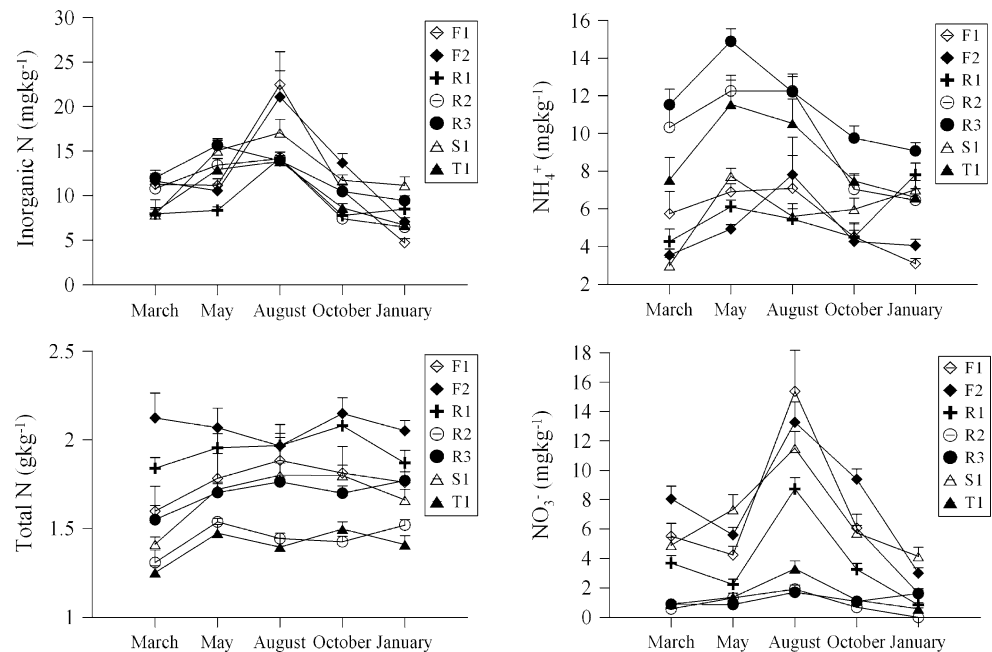 Inorganic N (mgkg⁻¹)
30
25
20
15
10
5
0
March May August October January
F1
F2
R1
R2
R3
S1
T1
NH₄⁺ (mgkg⁻¹)
16
14
12
10
8
6
4
2
March May August October January
F1
F2
R1
R2
R3
S1
T1
Total N (gkg⁻¹)
2.5
2
1.5
1
March May August October January
F1
F2
R1
R2
R3
S1
T1
NO₃⁻ (mgkg⁻¹)
18
16
14
12
10
8
6
4
2
0
March May August October January
F1
F2
R1
R2
R3
S1
T1